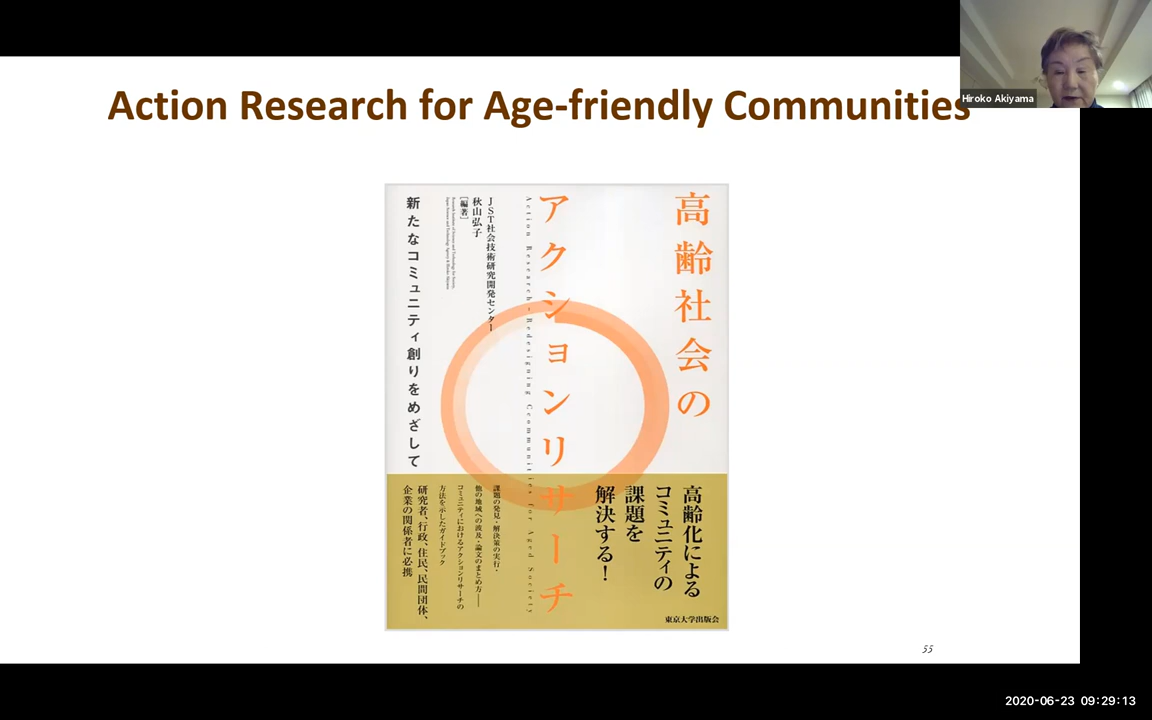 Action Research for Age-friendly Communities
Hiroko Akiyama
高齢社会の
アクションリサーチ
Action Research: Redesigning Communities for Aged Society
JST社会技術研究開発センター
秋山弘子
[編著]
新たなコミュニティ創りをめざして
高齢化による
コミュニティの
課題を
解決する!
課題の発見・解決策の実行・
他の地域への波及・論文のまとめ方——
コミュニティにおけるアクションリサーチの
方法を示したガイドブック
研究者、行政、住民、民間団体、
企業の関係者に必携
東京大学出版会
55
2020-06-23 09:29:13